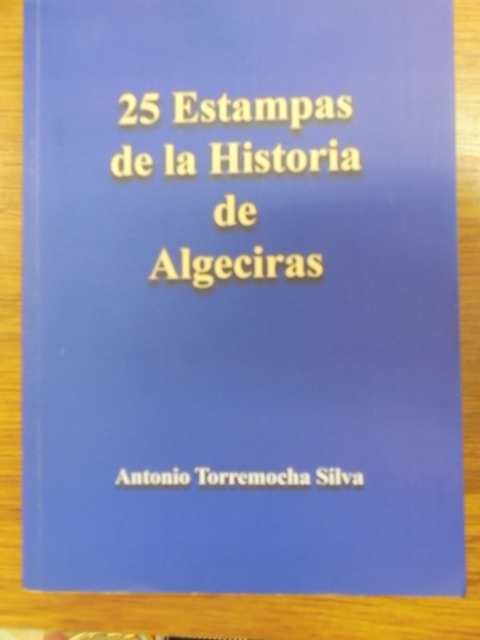 25 Estampas
de la Historia
de
Algeciras
Antonio Torremocha Silva